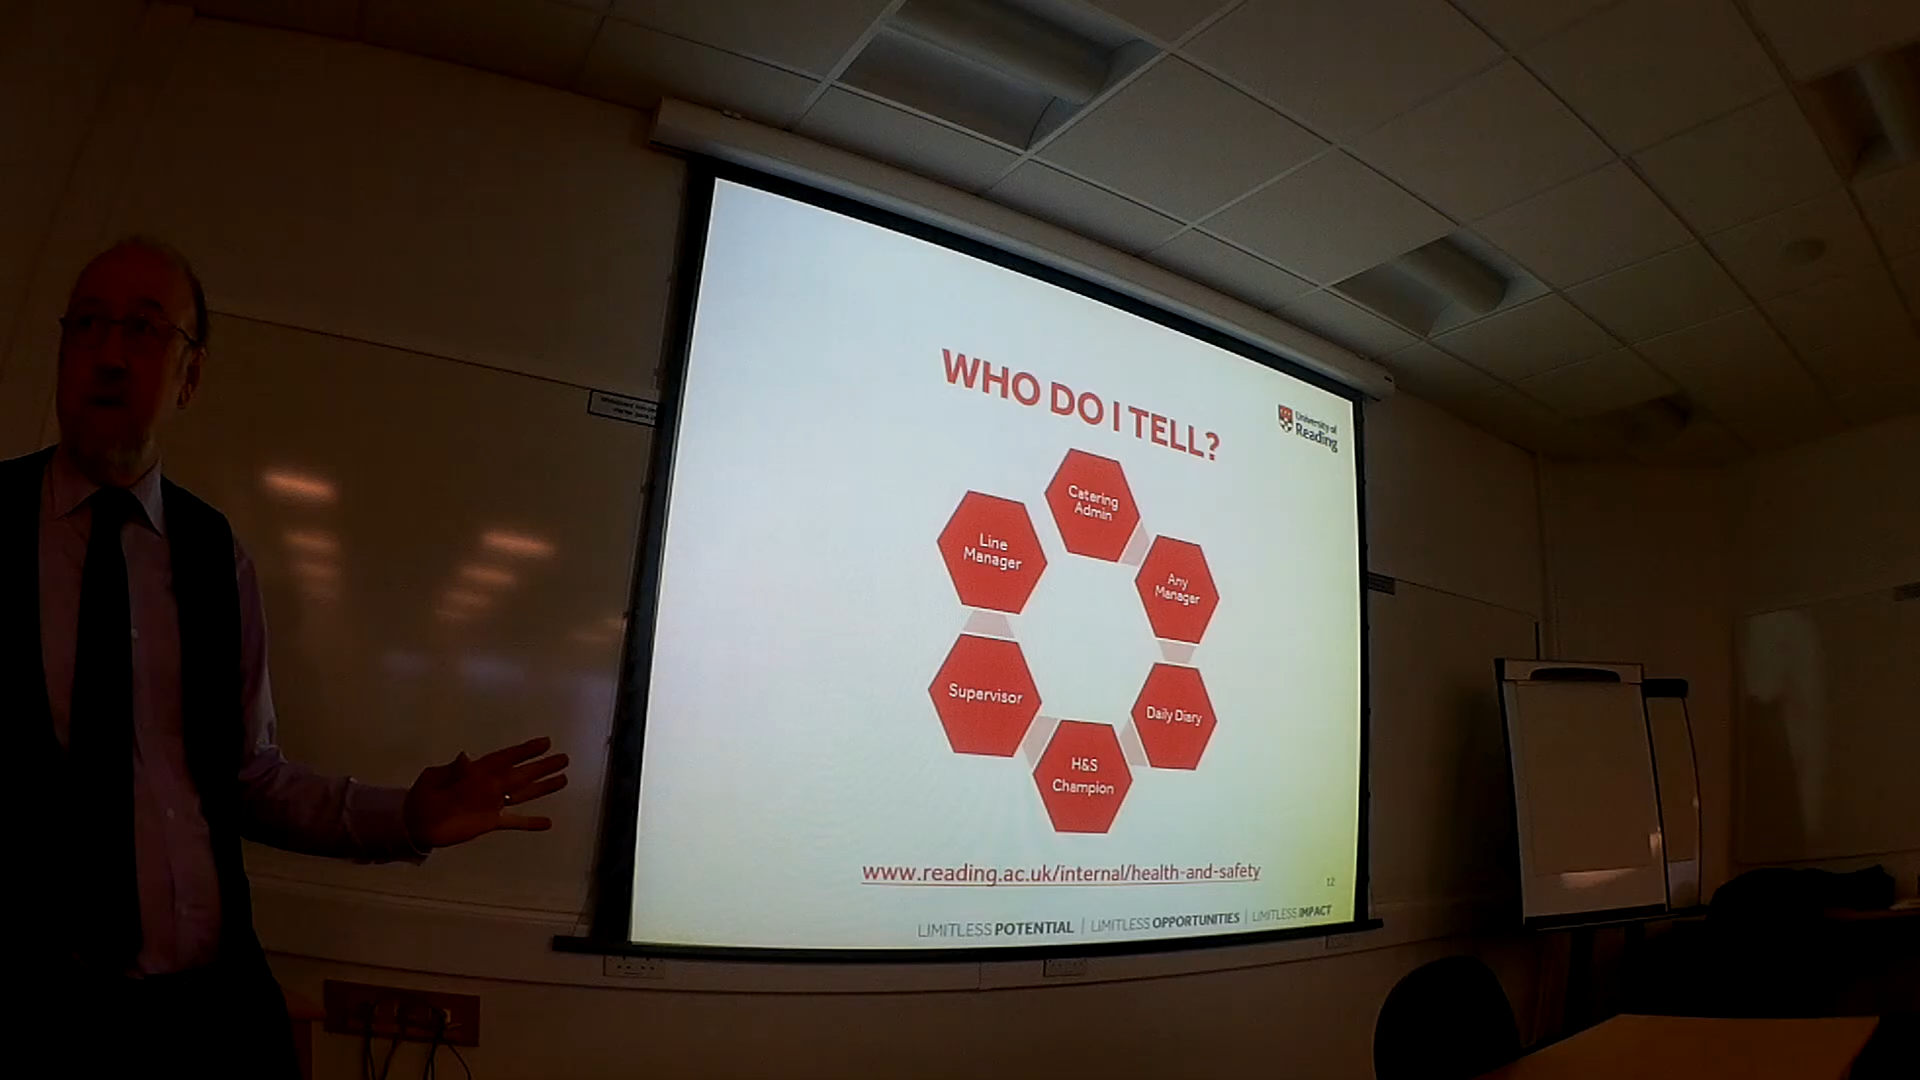 WHO DO I TELL?
University of
Reading
Catering
Admin
Line
Manager
Any
Manager
Supervisor
Daily Diary
H&S
Champion
www.reading.ac.uk/internal/health-and-safety
12
LIMITLESS POTENTIAL | LIMITLESS OPPORTUNITIES | LIMITLESS IMPACT